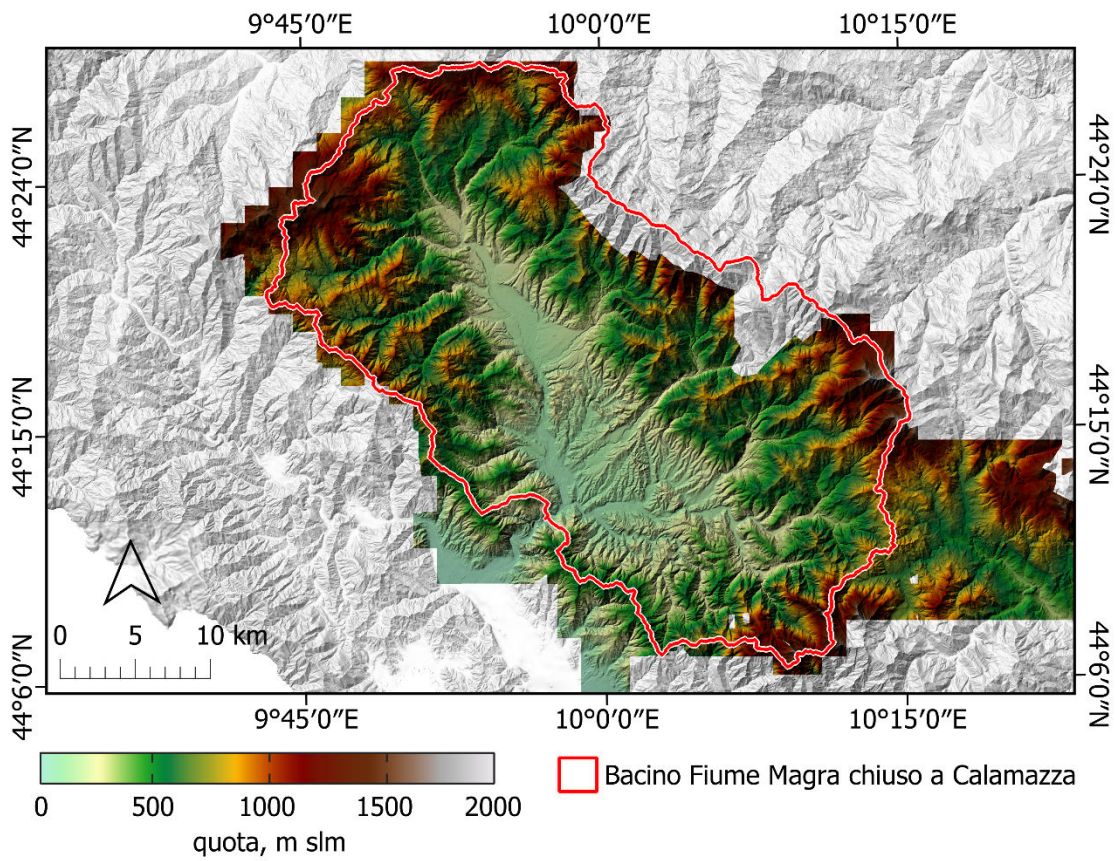 9°45′0″E 10°0′0″E 10°15′0″E
44°24′0″N 44°24′0″N
44°15′0″N 44°15′0″N
44°6′0″N 44°6′0″N
0 5 10 km
9°45′0″E 10°0′0″E 10°15′0″E
0 500 1000 1500 2000
quota, m slm
Bacino Fiume Magra chiuso a Calamazza